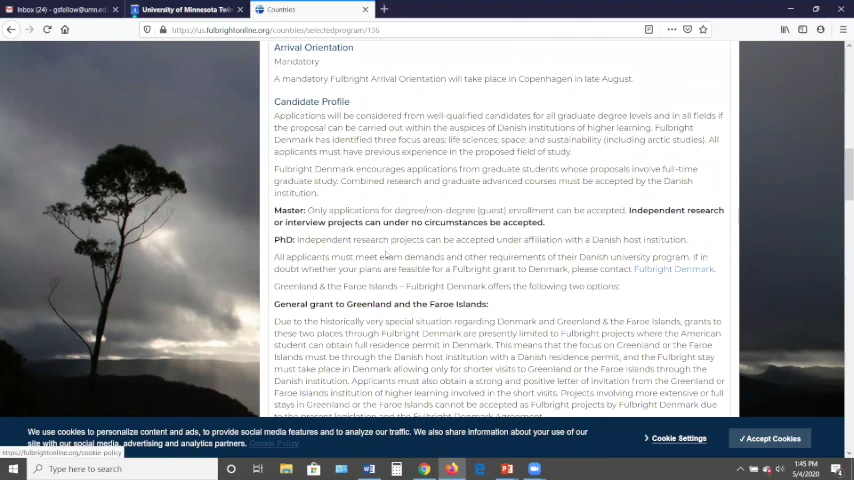 Inbox (24) - gsfellow@umn.ed
University of Minnesota Twin
Countries
https://us.fulbrightonline.org/countries/selectedprogram/136
Arrival Orientation
Mandatory
A mandatory Fulbright Arrival Orientation will take place in Copenhagen in late August.
Candidate Profile
Applications will be considered from well-qualified candidates for all graduate degree levels and in all fields if
the proposal can be carried out within the auspices of Danish institutions of higher learning. Fulbright
Denmark has identified three focus areas: life sciences; space; and sustainability (including arctic studies). All
applicants must have previous experience in the proposed field of study.
Fulbright Denmark encourages applications from graduate students whose proposals involve full-time
graduate study. Combined research and graduate advanced courses must be accepted by the Danish
institution.
Master: Only applications for degree/non-degree (guest) enrollment can be accepted. Independent research
or interview projects can under no circumstances be accepted.
PhD: Independent research projects can be accepted under affiliation with a Danish host institution.
All applicants must meet exam demands and other requirements of their Danish university program. If in
doubt whether your plans are feasible for a Fulbright grant to Denmark, please contact Fulbright Denmark.
Greenland & the Faroe Islands – Fulbright Denmark offers the following two options:
General grant to Greenland and the Faroe Islands:
Due to the historically very special situation regarding Denmark and Greenland & the Faroe Islands, grants to
these two places through Fulbright Denmark are presently limited to Fulbright projects where the American
student can obtain full residence permit in Denmark. This means that the focus on Greenland or the Faroe
Islands must be through the Danish host institution with a Danish residence permit, and the Fulbright stay
must take place in Denmark allowing only for shorter visits to Greenland or the Faroe Islands through the
Danish institution. Applicants must also obtain a strong and positive letter of invitation from the Greenland or
Faroe Islands institution of higher learning involved in the short visits. Projects involving more extensive or full
stays in Greenland or the Faroe Islands cannot be accepted as Fulbright projects by Fulbright Denmark due
to the present legislation and the Fulbright Denmark Agreement.
We use cookies to personalize content and ads, to provide social media features and to analyze our traffic. We also share information about your use of
our site with our social media, advertising and analytics partners. Cookie Policy
Cookie Settings
✓ Accept Cookies
https://fulbrightonline.org/cookie-policy
Type here to search
1:45 PM
5/4/2020
4